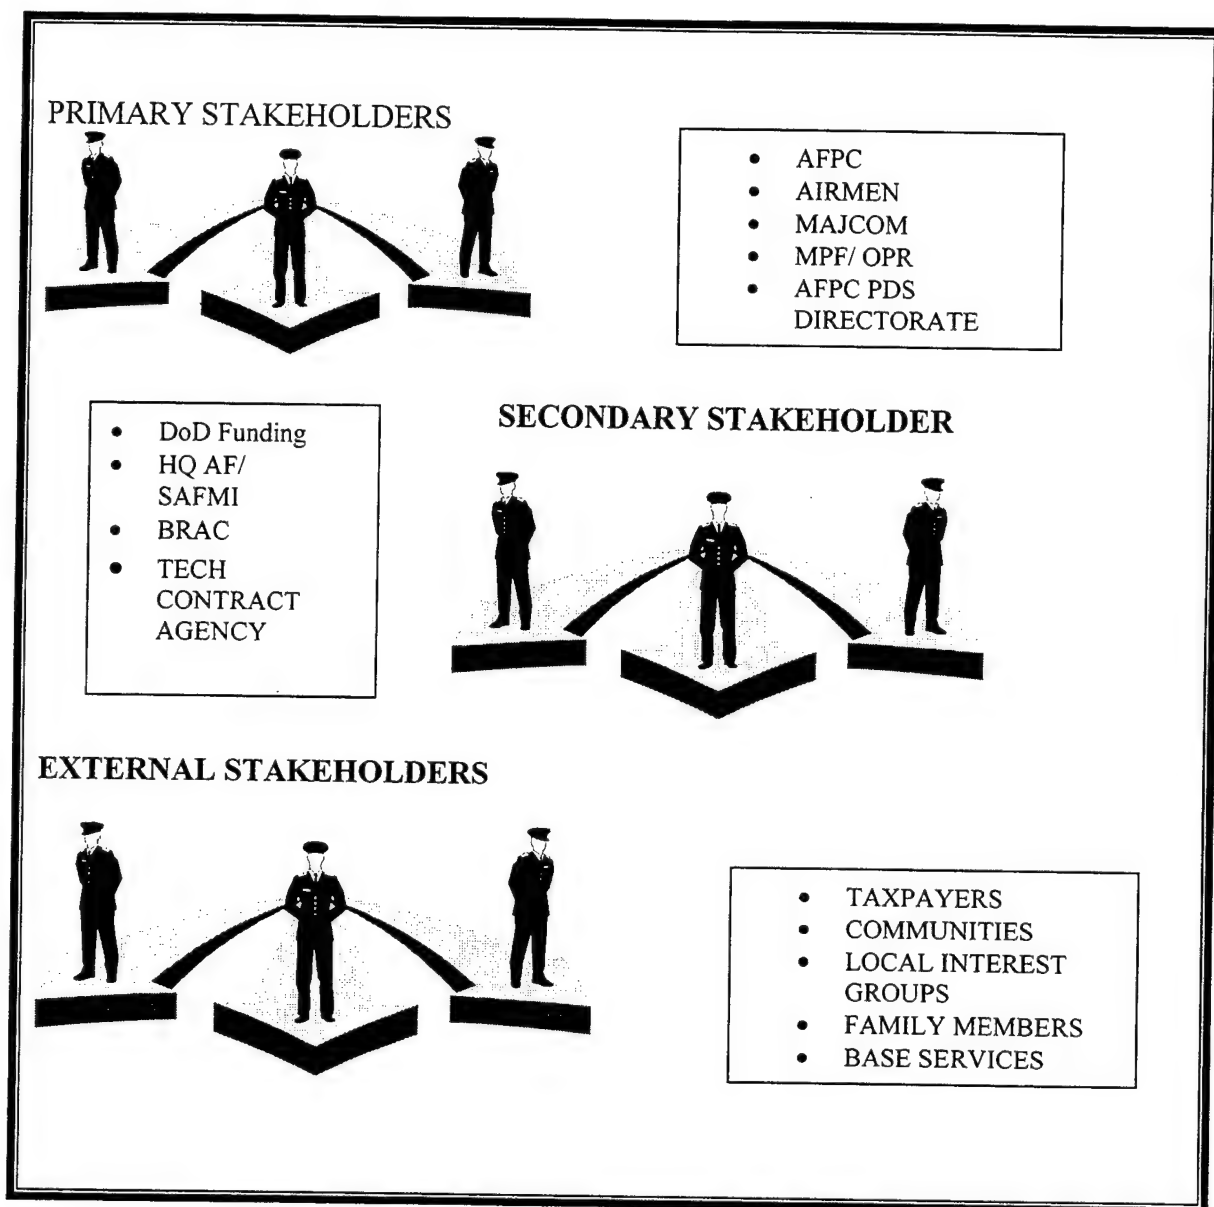 PRIMARY STAKEHOLDERS
• AFPC
• AIRMEN
• MAJCOM
• MPF/ OPR
• AFPC PDS
DIRECTORATE
SECONDARY STAKEHOLDER
• DoD Funding
• HQ AF/
SAFMI
• BRAC
• TECH
CONTRACT
AGENCY
EXTERNAL STAKEHOLDERS
• TAXPAYERS
• COMMUNITIES
• LOCAL INTEREST
GROUPS
• FAMILY MEMBERS
• BASE SERVICES